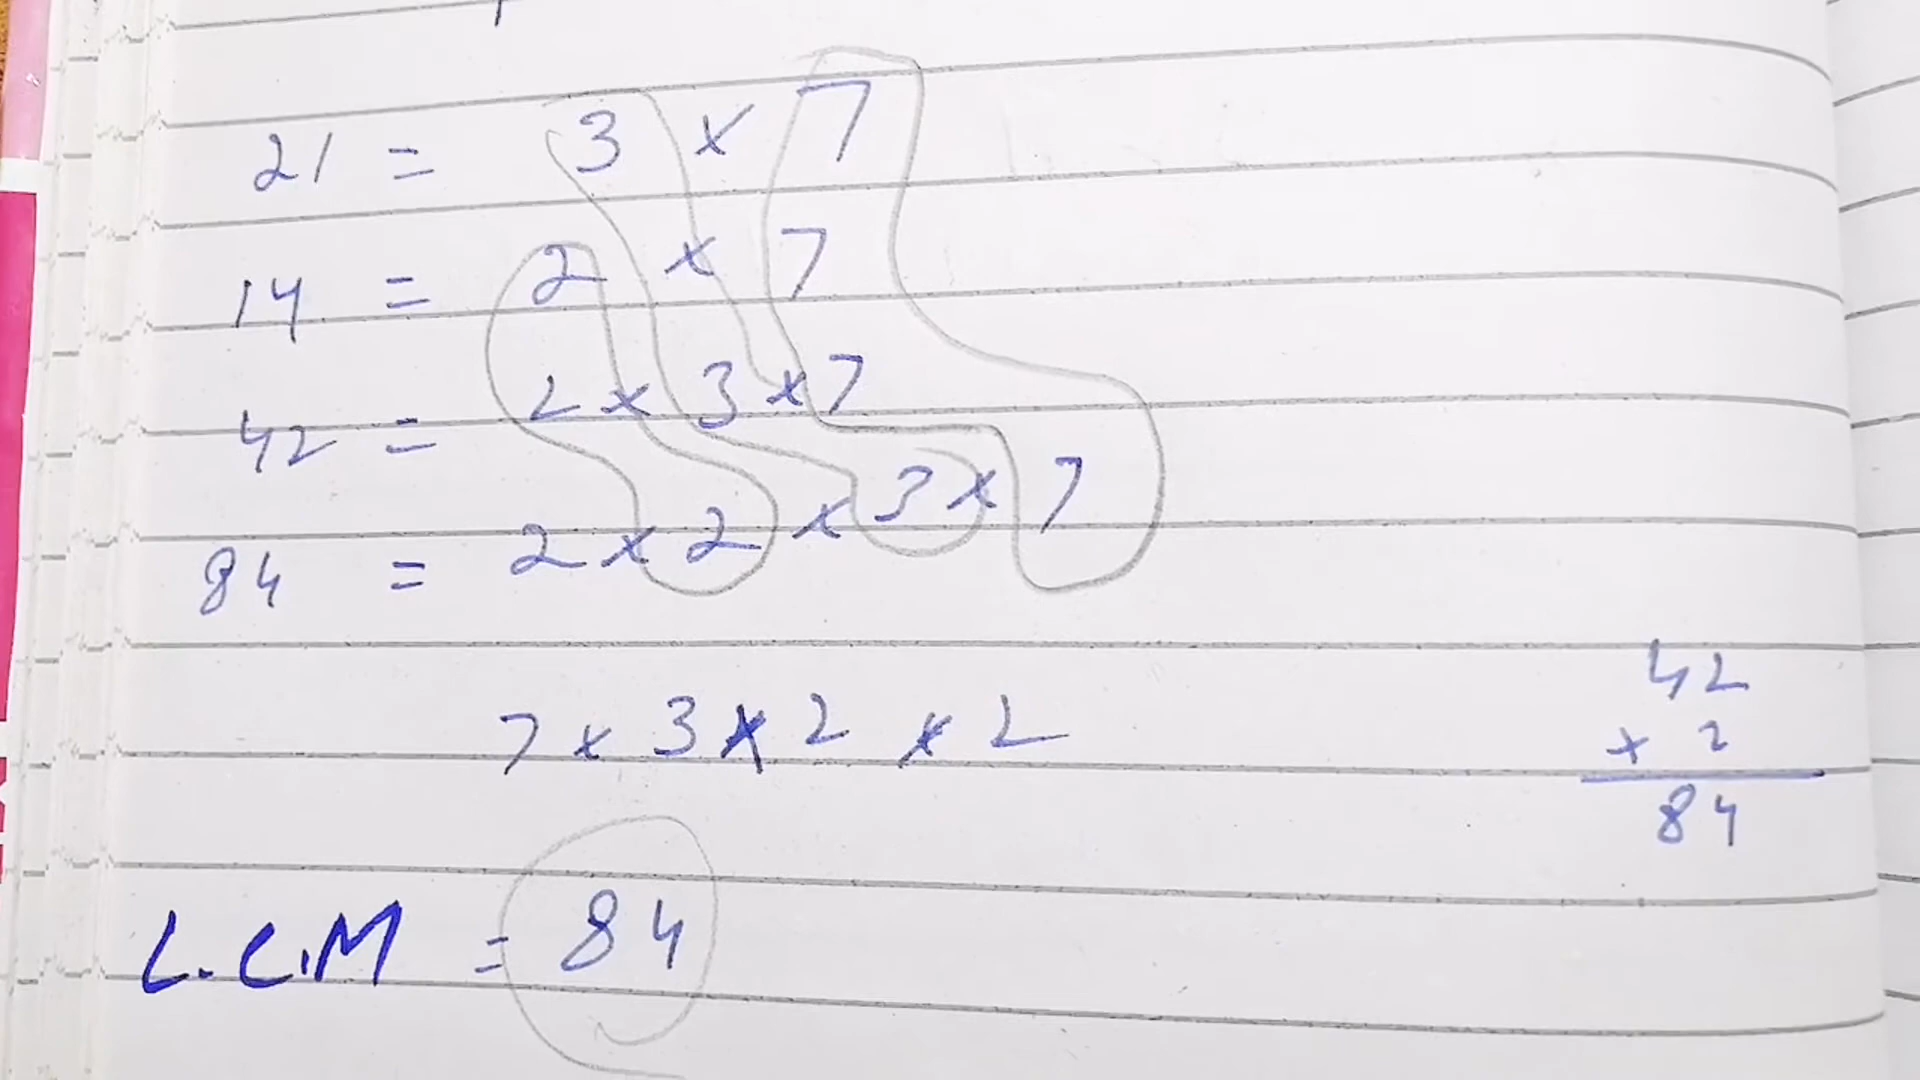 21 = 3 x 7
14 = 2 x 7
42 = 2 x 3 x 7
84 = 2 x 2 x 3 x 7
7 x 3 x 2 x 2
42
x 2
84
L.C.M = 84